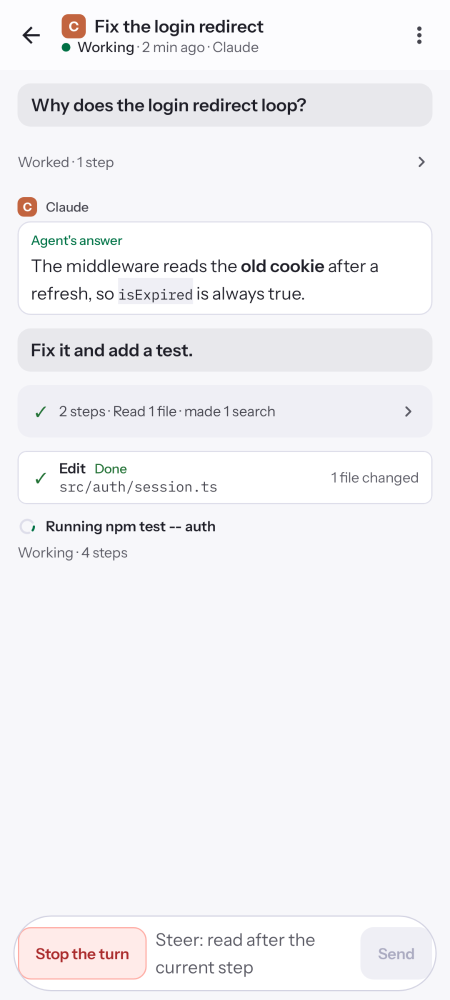 C Fix the login redirect
Working · 2 min ago · Claude
Why does the login redirect loop?
Worked · 1 step
C Claude
Agent's answer
The middleware reads the old cookie after a
refresh, so isExpired is always true.
Fix it and add a test.
✓ 2 steps · Read 1 file · made 1 search
✓ Edit Done
src/auth/session.ts
1 file changed
Running npm test -- auth
Working · 4 steps
Stop the turn
Steer: read after the
current step
Send